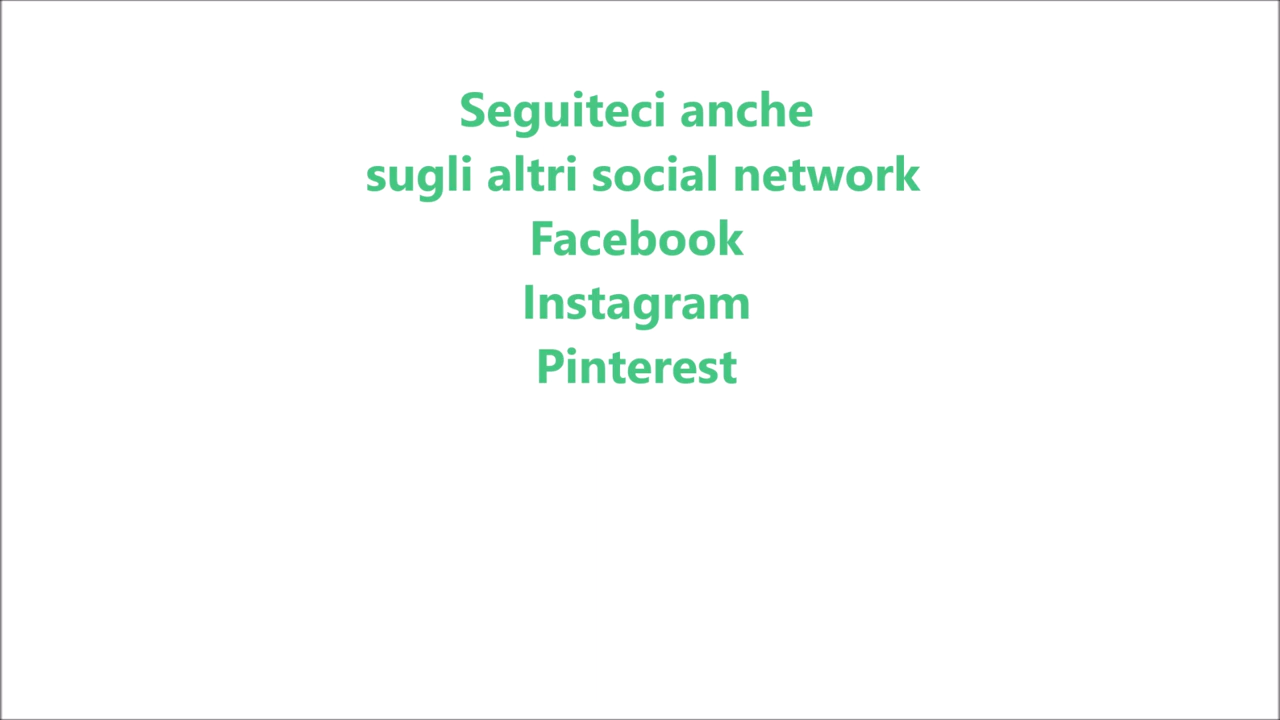 Seguiteci anche
sugli altri social network
Facebook
Instagram
Pinterest